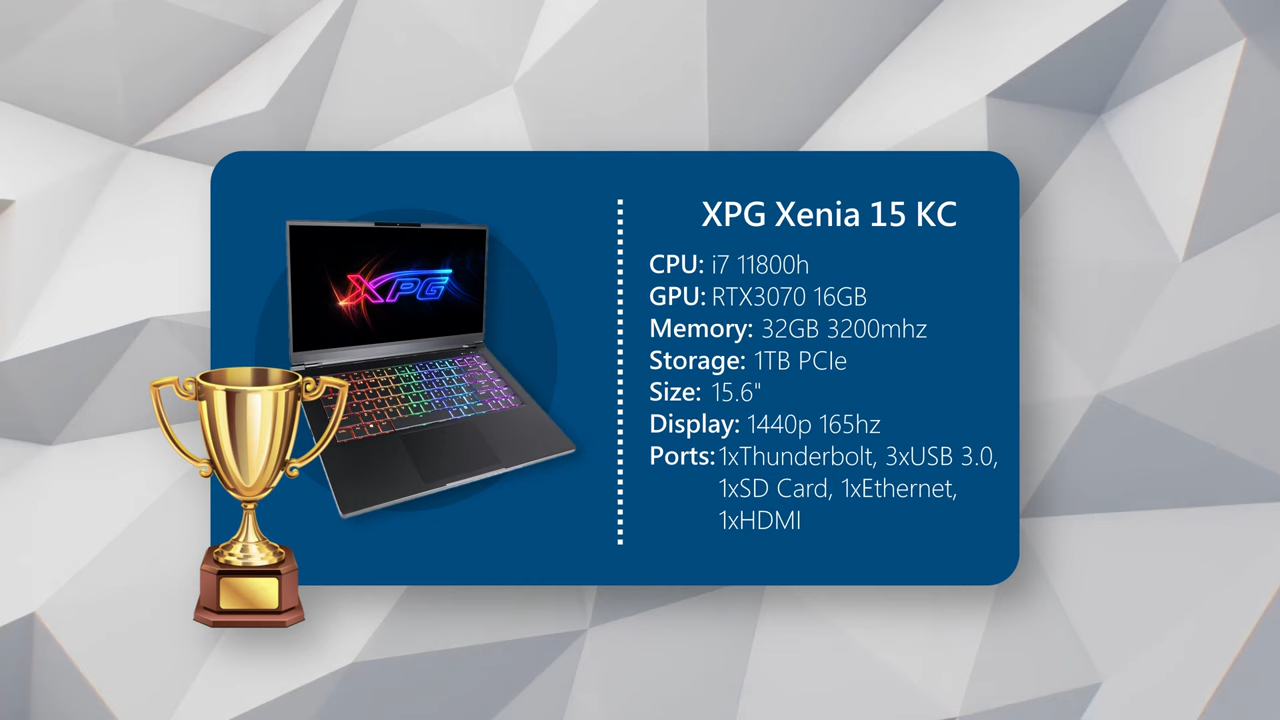 XPG
XPG Xenia 15 KC
CPU: i7 11800h
GPU: RTX3070 16GB
Memory: 32GB 3200mhz
Storage: 1TB PCIe
Size: 15.6"
Display: 1440p 165hz
Ports: 1xThunderbolt, 3xUSB 3.0,
1xSD Card, 1xEthernet,
1xHDMI